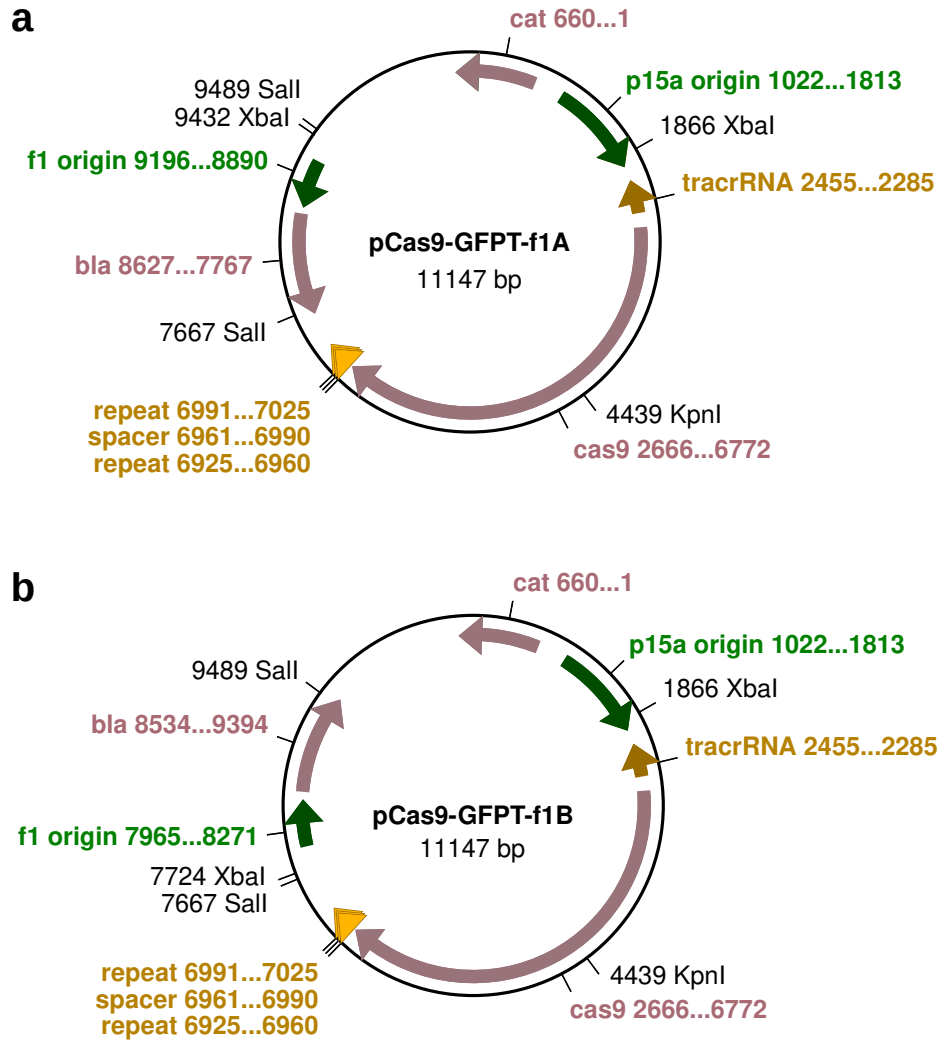 a
cat 660...1
p15a origin 1022...1813
9489 SalI
9432 XbaI
1866 XbaI
f1 origin 9196...8890
tracrRNA 2455...2285
pCas9-GFPT-f1A
11147 bp
bla 8627...7767
7667 SalI
repeat 6991...7025
spacer 6961...6990
repeat 6925...6960
4439 KpnI
cas9 2666...6772
b
cat 660...1
p15a origin 1022...1813
9489 SalI
1866 XbaI
bla 8534...9394
tracrRNA 2455...2285
pCas9-GFPT-f1B
11147 bp
f1 origin 7965...8271
7724 XbaI
7667 SalI
repeat 6991...7025
spacer 6961...6990
repeat 6925...6960
4439 KpnI
cas9 2666...6772